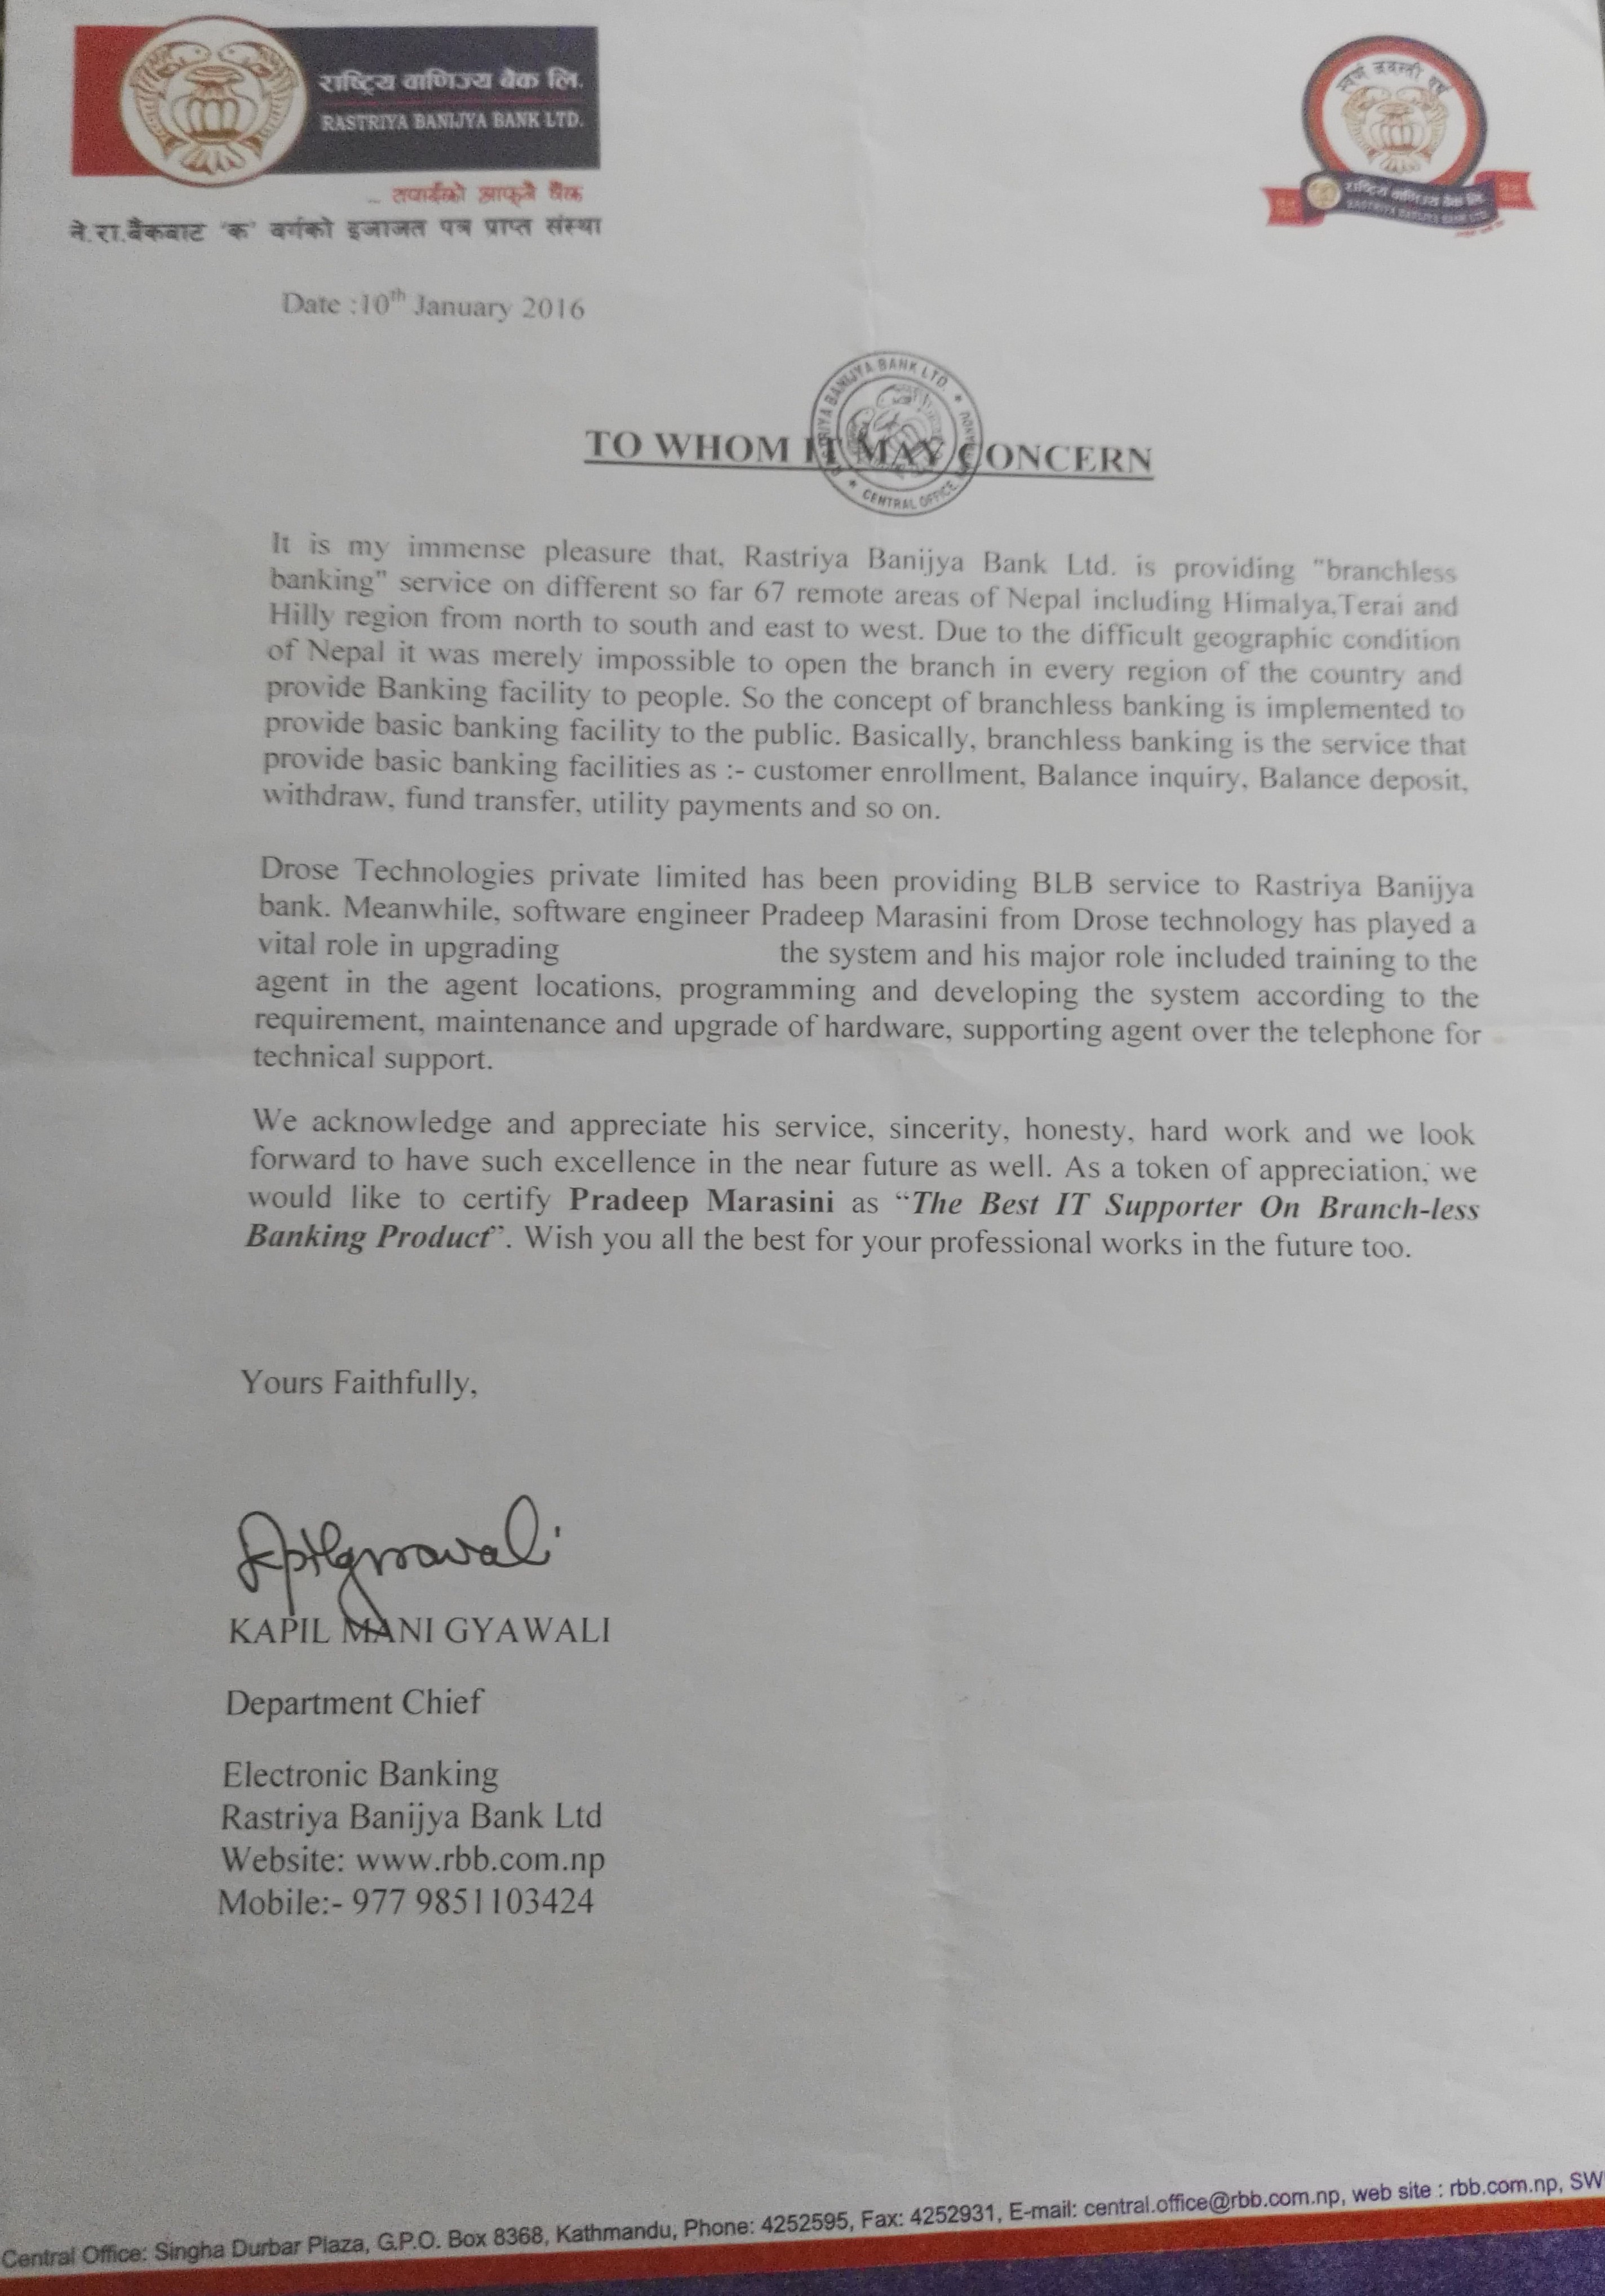 राष्ट्रिय वाणिज्य बैंक लि.
RASTRIYA BANIJYA BANK LTD.
... तपाईंको आफ्नै बैंक
ने.रा.बैंकबाट 'क' वर्गको इजाजत पत्र प्राप्त संस्था
स्वर्ण जयन्ती वर्ष
राष्ट्रिय वाणिज्य बैंक लि.
RASTRIYA BANIJYA BANK LTD.
Date :10th January 2016
RASTRIYA BANIJYA BANK LTD.
CENTRAL OFFICE,
TO WHOM IT MAY CONCERN
It is my immense pleasure that, Rastriya Banijya Bank Ltd. is providing "branchless
banking" service on different so far 67 remote areas of Nepal including Himalya,Terai and
Hilly region from north to south and east to west. Due to the difficult geographic condition
of Nepal it was merely impossible to open the branch in every region of the country and
provide Banking facility to people. So the concept of branchless banking is implemented to
provide basic banking facility to the public. Basically, branchless banking is the service that
provide basic banking facilities as :- customer enrollment, Balance inquiry, Balance deposit,
withdraw, fund transfer, utility payments and so on.
Drose Technologies private limited has been providing BLB service to Rastriya Banijya
bank. Meanwhile, software engineer Pradeep Marasini from Drose technology has played a
vital role in upgrading the system and his major role included training to the
agent in the agent locations, programming and developing the system according to the
requirement, maintenance and upgrade of hardware, supporting agent over the telephone for
technical support.
We acknowledge and appreciate his service, sincerity, honesty, hard work and we look
forward to have such excellence in the near future as well. As a token of appreciation, we
would like to certify Pradeep Marasini as “The Best IT Supporter On Branch-less
Banking Product”. Wish you all the best for your professional works in the future too.
Yours Faithfully,
KAPIL MANI GYAWALI
Department Chief
Electronic Banking
Rastriya Banijya Bank Ltd
Website: www.rbb.com.np
Mobile:- 977 9851103424
Central Office: Singha Durbar Plaza, G.P.O. Box 8368, Kathmandu, Phone: 4252595, Fax: 4252931, E-mail: central.office@rbb.com.np, web site : rbb.com.np, SW